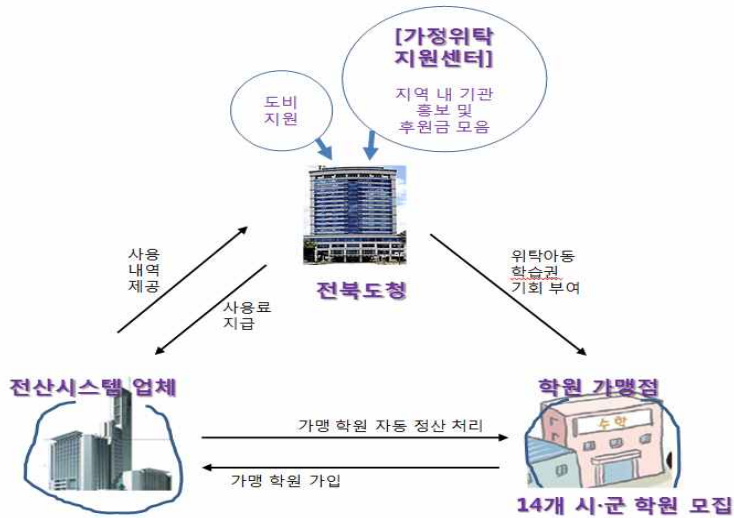 [가정위탁
지원센터]
지역 내 기관
홍보 및
후원금 모음
도비
지원
사용
내역
제공
사용료
지급
전북도청
위탁아동
학습권
기회 부여
전산시스템 업체
학원 가맹점
수학
가맹 학원 자동 정산 처리
가맹 학원 가입
14개 시·군 학원 모집